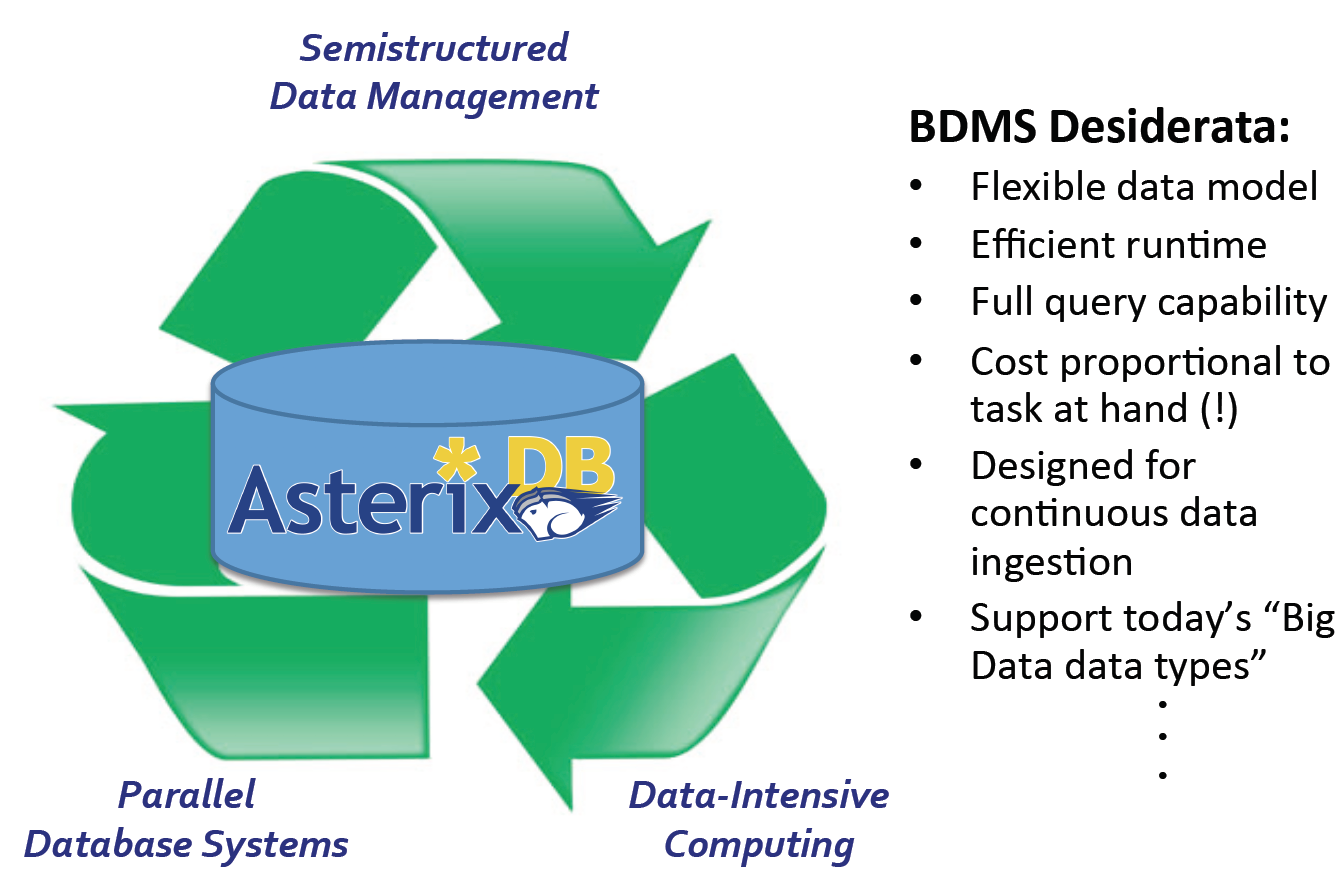 Semistructured
Data Management
AsterixDB
Parallel
Database Systems
Data-Intensive
Computing
BDMS Desiderata:
• Flexible data model
• Efficient runtime
• Full query capability
• Cost proportional to
task at hand (!)
• Designed for
continuous data
ingestion
• Support today’s “Big
Data data types”
.
.
.